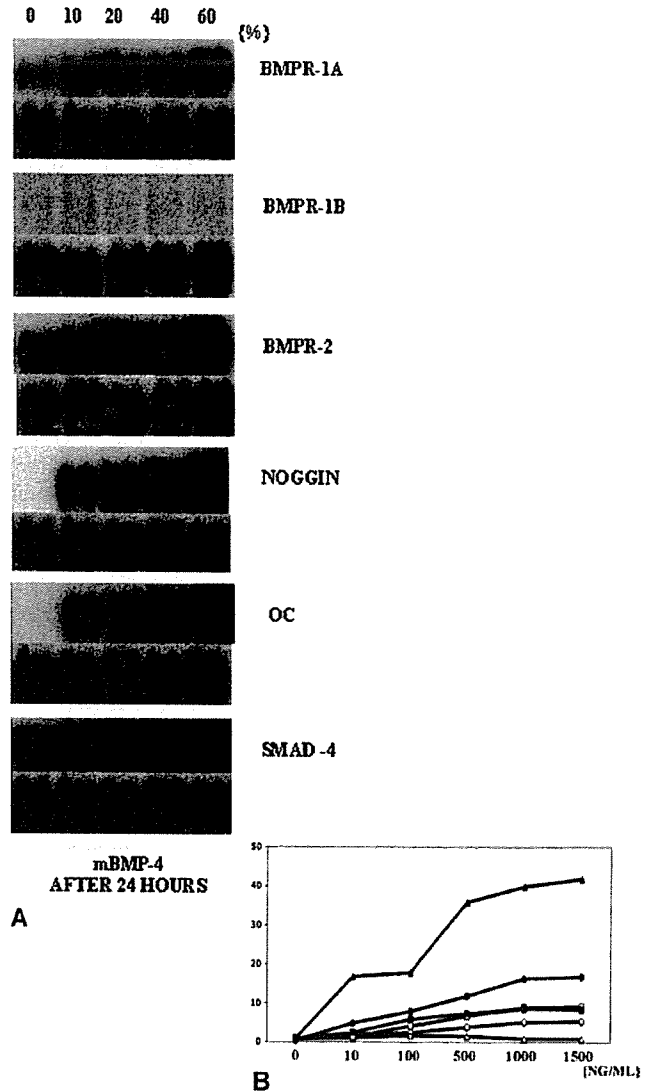 0 10 20 40 60
{%}
BMPR-1A
BMPR-1B
BMPR-2
NOGGIN
OC
SMAD -4
mBMP-4
AFTER 24 HOURS
A
50
40
30
20
10
0
0 10 100 500 1000 1500
[NG/ML}
B